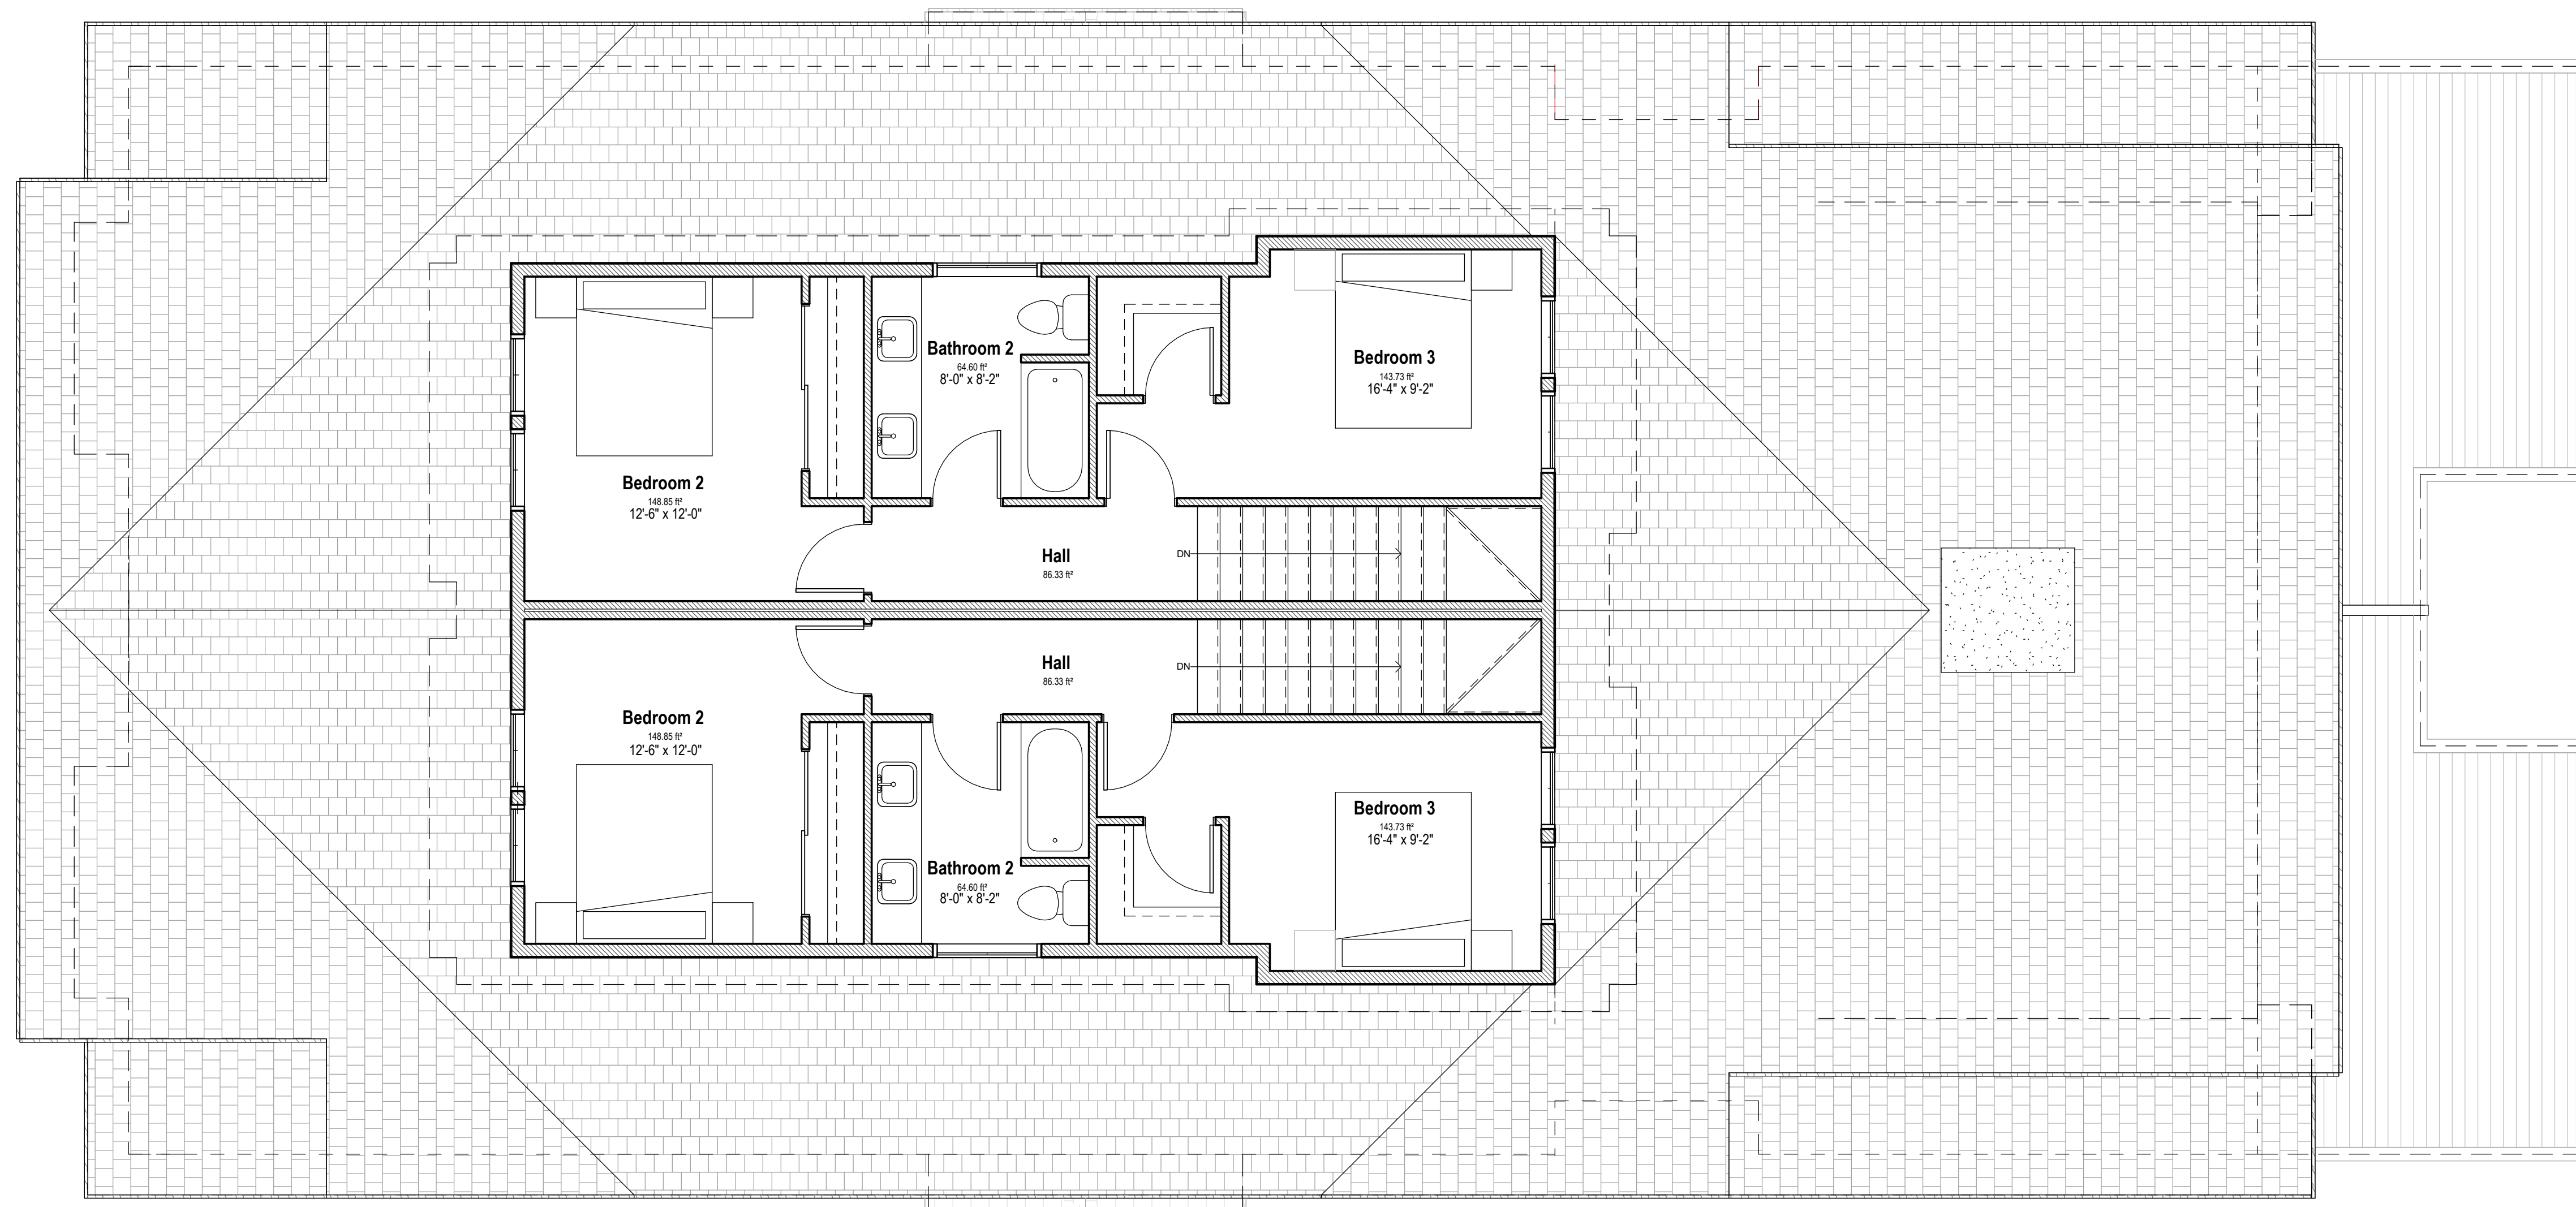 Bathroom 2
64.60 ft²
8'-0" x 8'-2"
Bedroom 3
143.73 ft²
16'-4" x 9'-2"
Bedroom 2
148.85 ft²
12'-6" x 12'-0"
Hall
86.33 ft²
DN
Hall
86.33 ft²
DN
Bedroom 2
148.85 ft²
12'-6" x 12'-0"
Bedroom 3
143.73 ft²
16'-4" x 9'-2"
Bathroom 2
64.60 ft²
8'-0" x 8'-2"